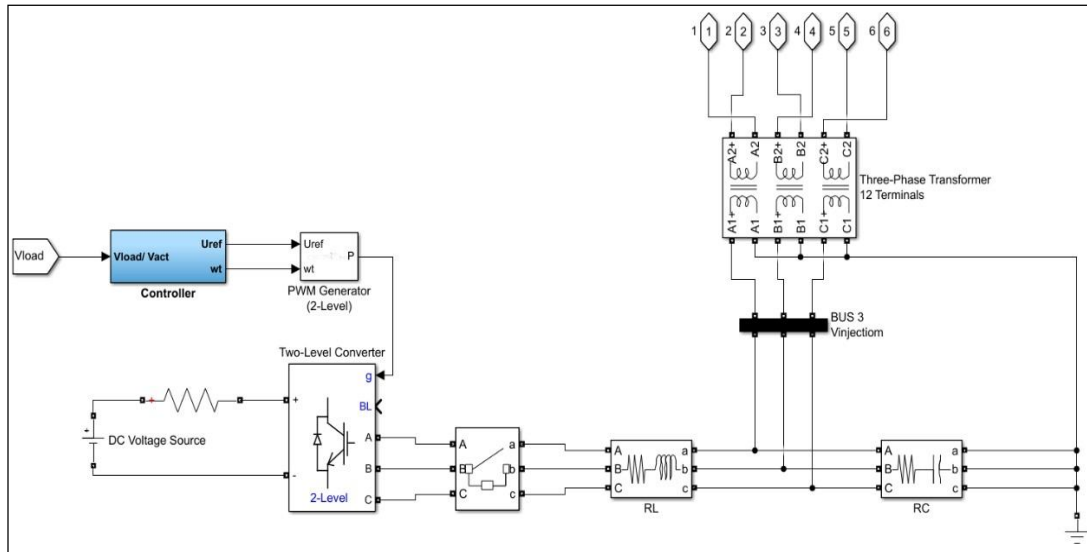 1 1 2 2 3 3 4 4 5 5 6 6
A2+ A2 B2+ B2 C2+ C2
A1+ A1 B1+ B1 C1+ C1
Three-Phase Transformer
12 Terminals
Vload
Vload/ Vact
Uref
wt
Controller
Uref
wt
P
PWM Generator
(2-Level)
BUS 3
Vinjectiom
Two-Level Converter
g
BL
+
-
A
B
C
2-Level
+
+
DC Voltage Source
A a
B b
C c
A
B
C
RL
A a
B b
C c
RC